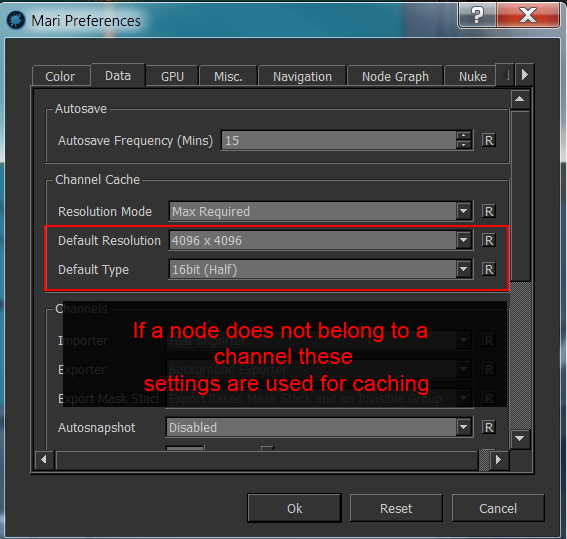 Mari Preferences
?
X
Color Data GPU Misc. Navigation Node Graph Nuke
Autosave
Autosave Frequency (Mins) 15 R
Channel Cache
Resolution Mode Max Required R
Default Resolution 4096 x 4096 R
Default Type 16bit (Half) R
Channels
If a node does not belong to a
channel these
settings are used for caching
Importer Fast Importer R
Exporter Background Exporter R
Export Mask Stack Export Baked Mask Stack and an Invisible Group R
Autosnapshot Disabled R
Ok Reset Cancel